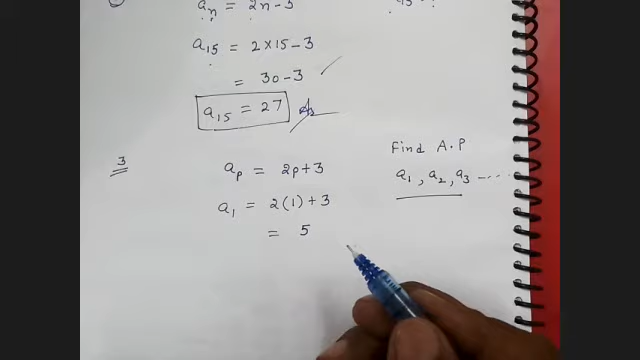 aₙ = 2n - 3
a₁₅ = 2×15 - 3
= 30 - 3
a₁₅ = 27
3
aₚ = 2p + 3
Find A.P
a₁ = 2(1) + 3
a₁, a₂, a₃ ----
= 5